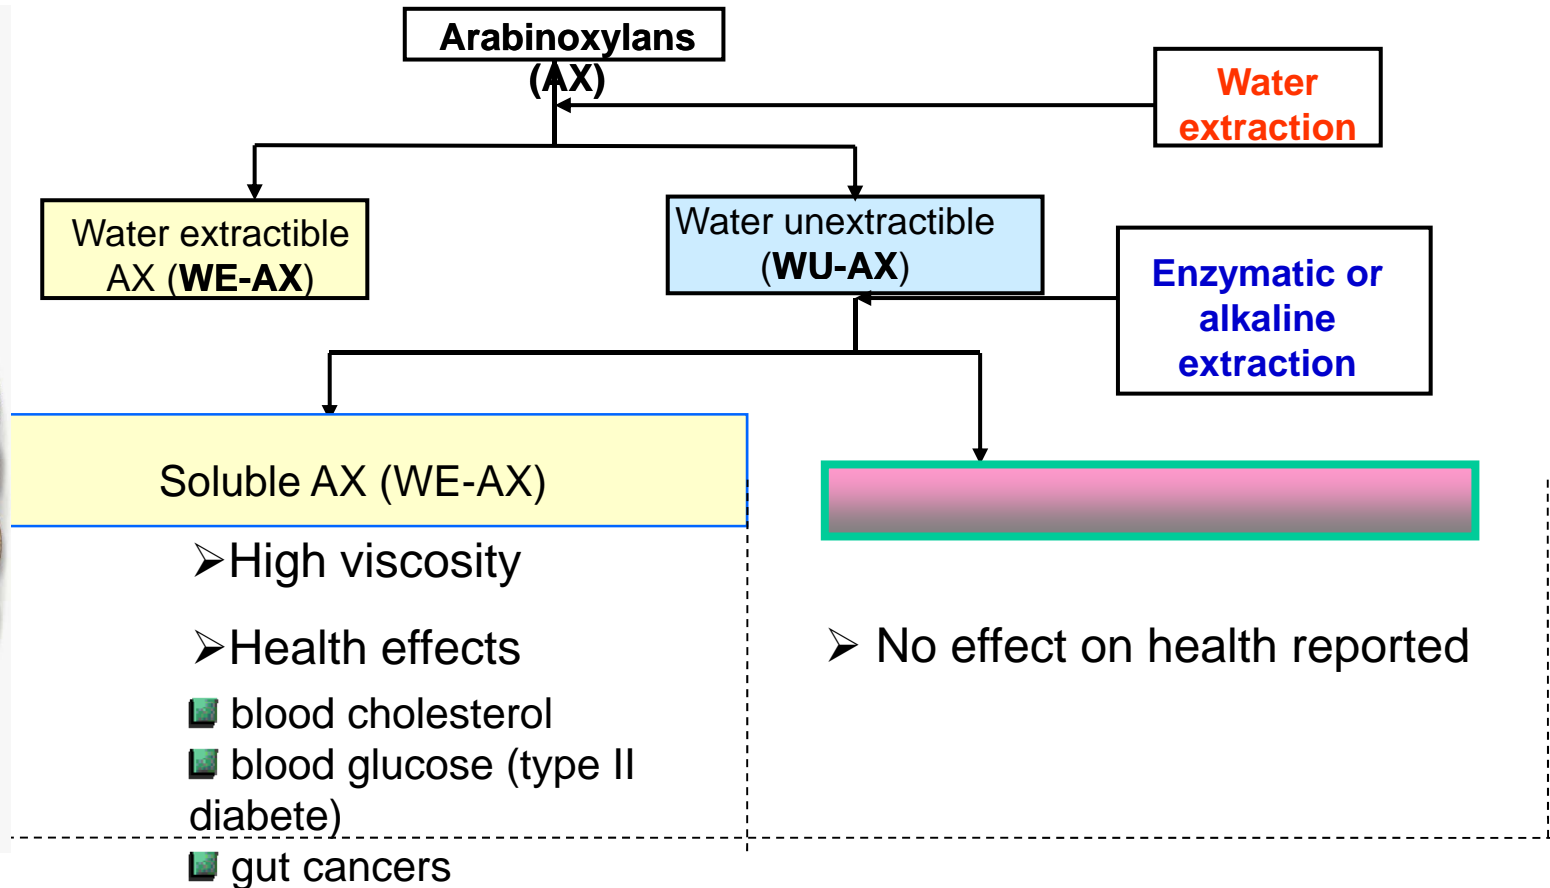 Arabinoxylans
(AX)
Water
extraction
Water extractible
AX (WE-AX)
Water unextractible
(WU-AX)
Enzymatic or
alkaline
extraction
Soluble AX (WE-AX)
➢High viscosity
➢Health effects
blood cholesterol
blood glucose (type II
diabete)
gut cancers
➢ No effect on health reported